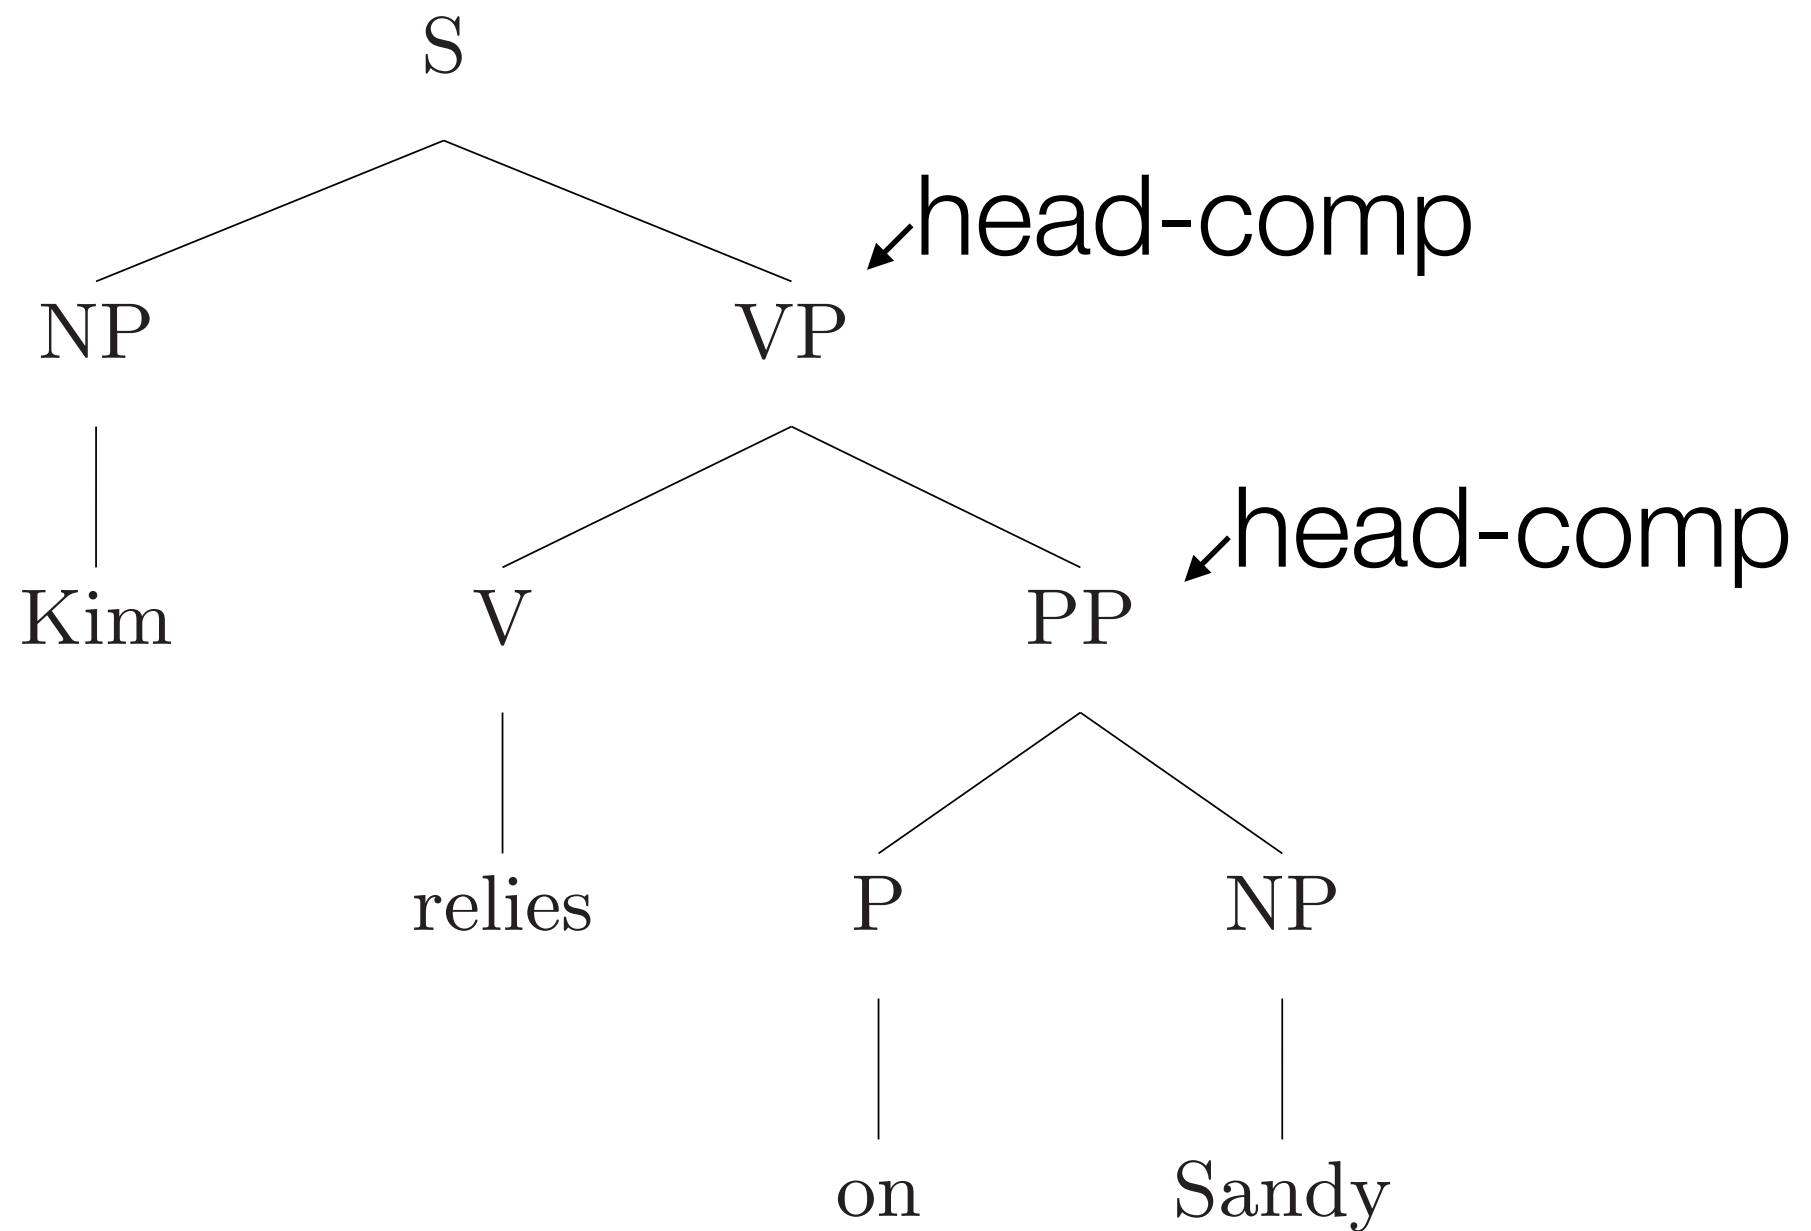 S
head-comp
NP VP
head-comp
Kim V PP
relies P NP
on Sandy